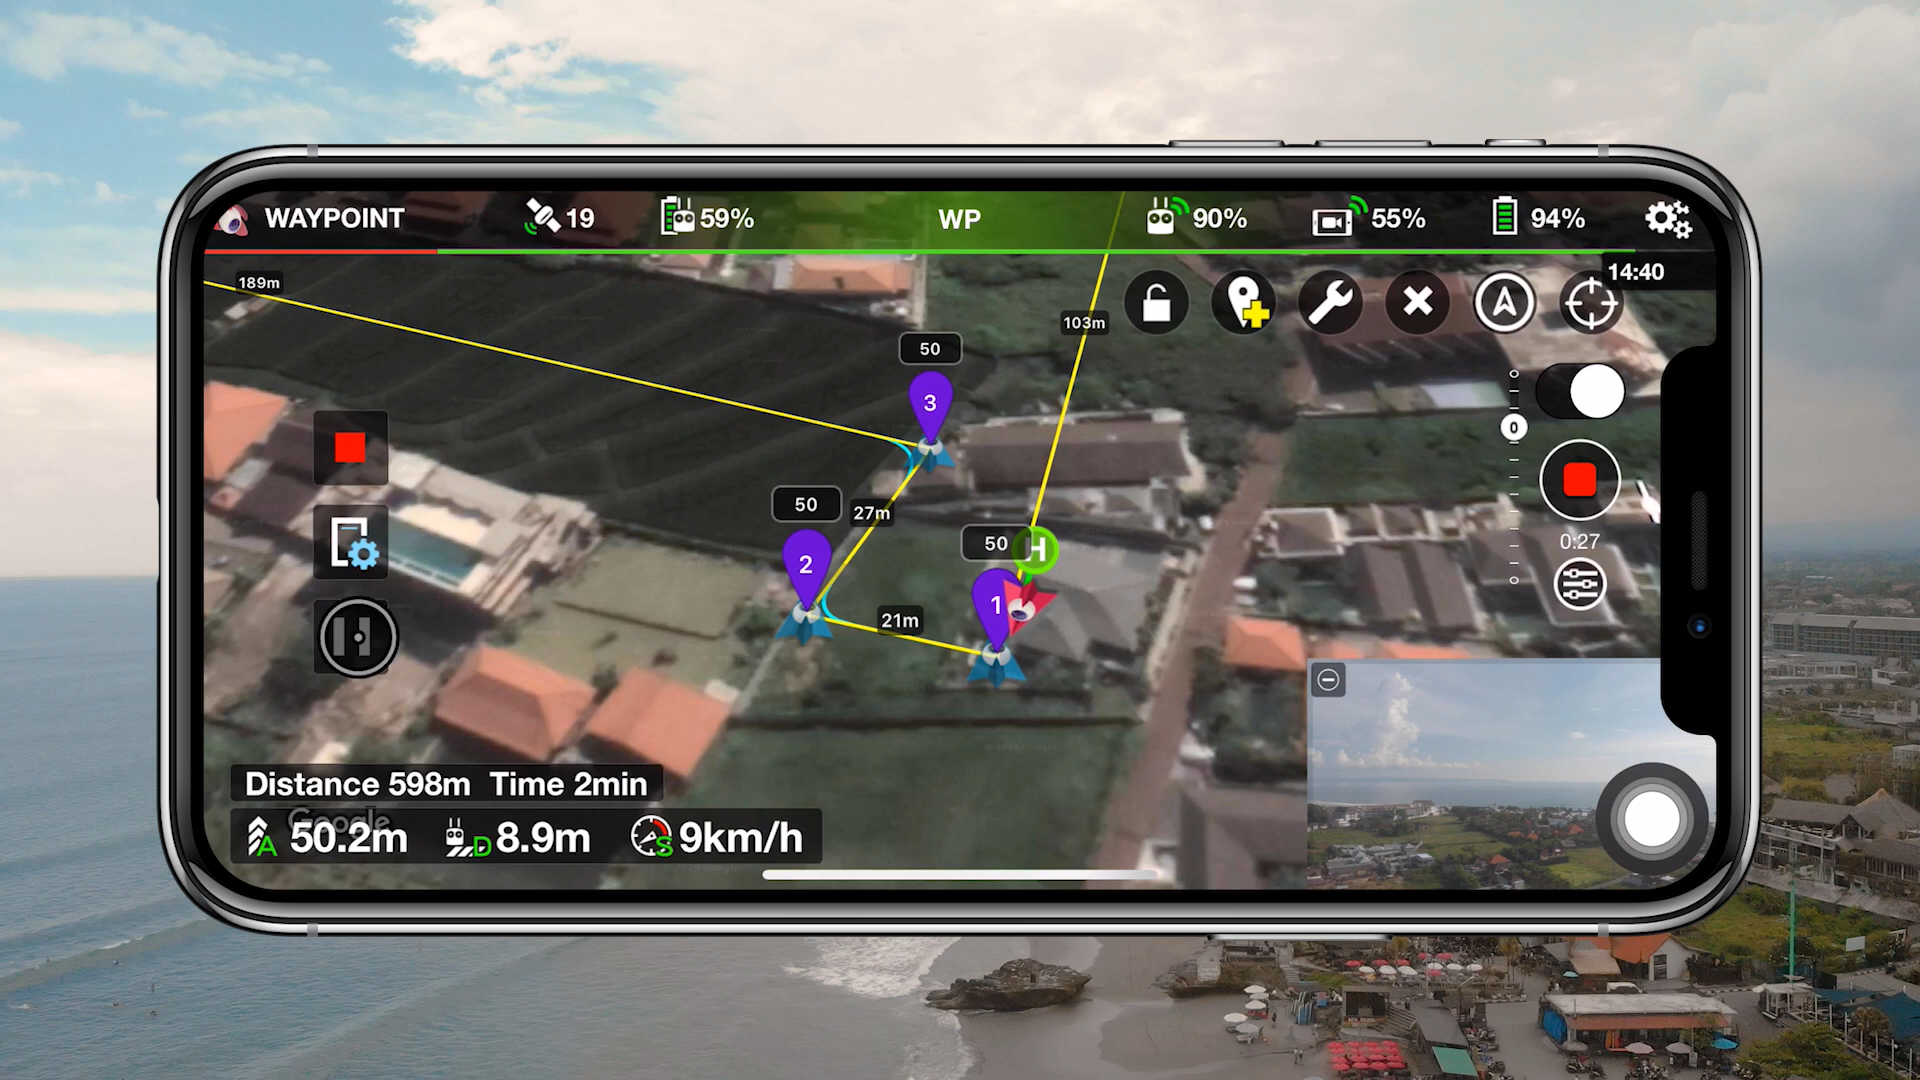 WAYPOINT
19
59%
WP
90%
55%
94%
14:40
189m
103m
50
3
0
50
27m
2
50
H
0:27
1
21m
Distance 598m Time 2min
Google
A 50.2m D 8.9m S 9km/h